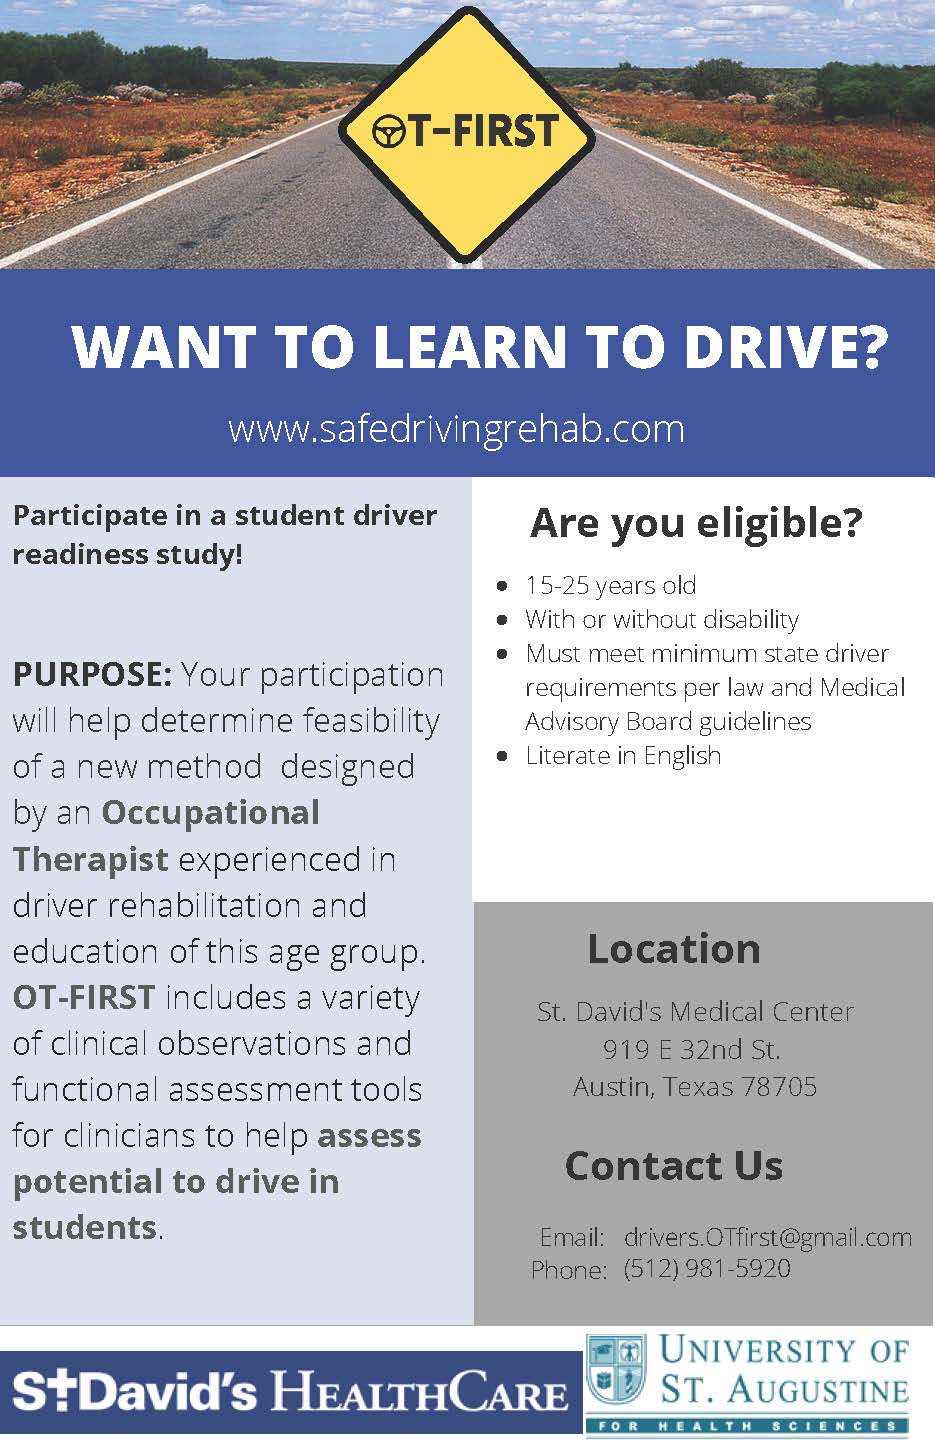 OT-FIRST
WANT TO LEARN TO DRIVE?
www.safedrivingrehab.com
Participate in a student driver
readiness study!
PURPOSE: Your participation
will help determine feasibility
of a new method designed
by an Occupational
Therapist experienced in
driver rehabilitation and
education of this age group.
OT-FIRST includes a variety
of clinical observations and
functional assessment tools
for clinicians to help assess
potential to drive in
students.
Are you eligible?
• 15-25 years old
• With or without disability
• Must meet minimum state driver
requirements per law and Medical
Advisory Board guidelines
• Literate in English
Location
St. David's Medical Center
919 E 32nd St.
Austin, Texas 78705
Contact Us
Email: drivers.OTfirst@gmail.com
Phone: (512) 981-5920
St David's HEALTHCARE
UNIVERSITY OF
ST. AUGUSTINE
FOR HEALTH SCIENCES